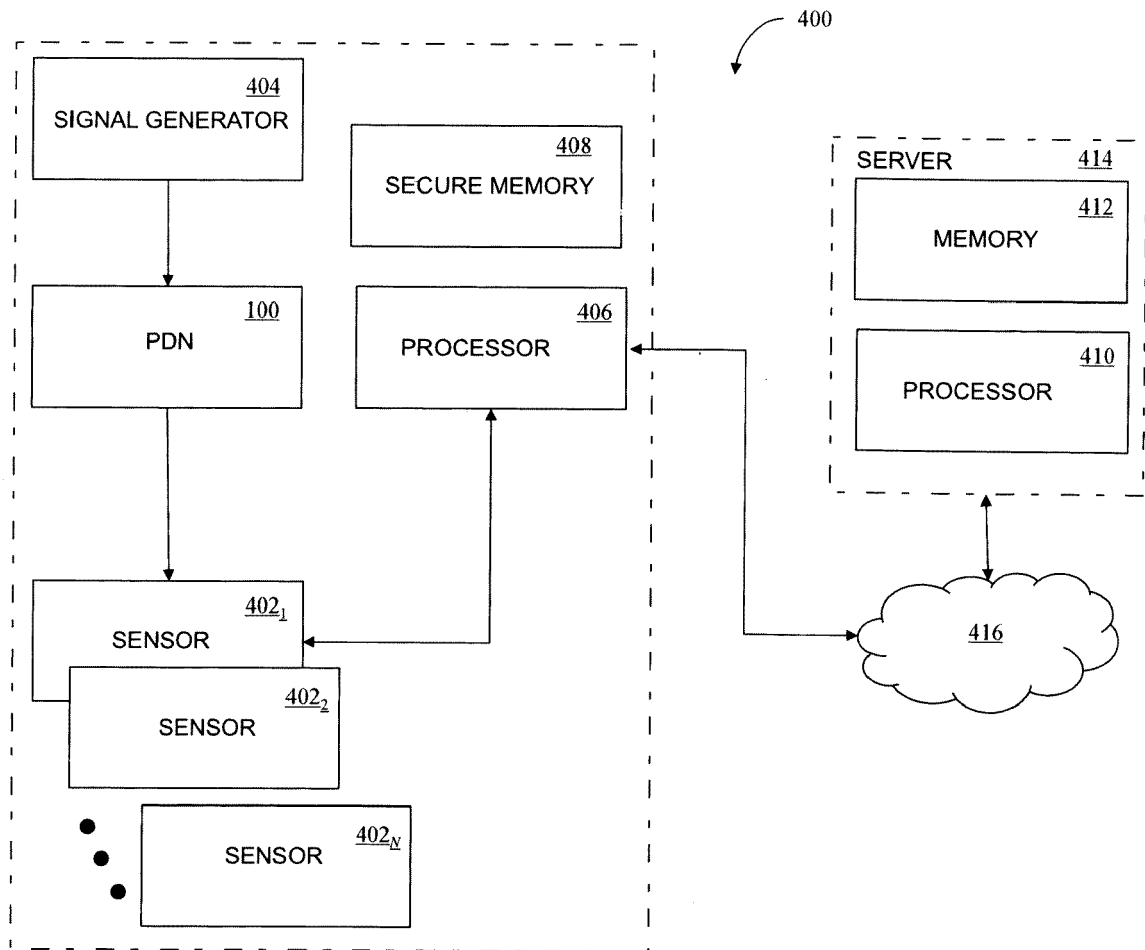 400
404
SIGNAL GENERATOR
408
SECURE MEMORY
SERVER 414
412
MEMORY
100
PDN
406
PROCESSOR
410
PROCESSOR
402₁
SENSOR
416
402₂
SENSOR
402_N
SENSOR